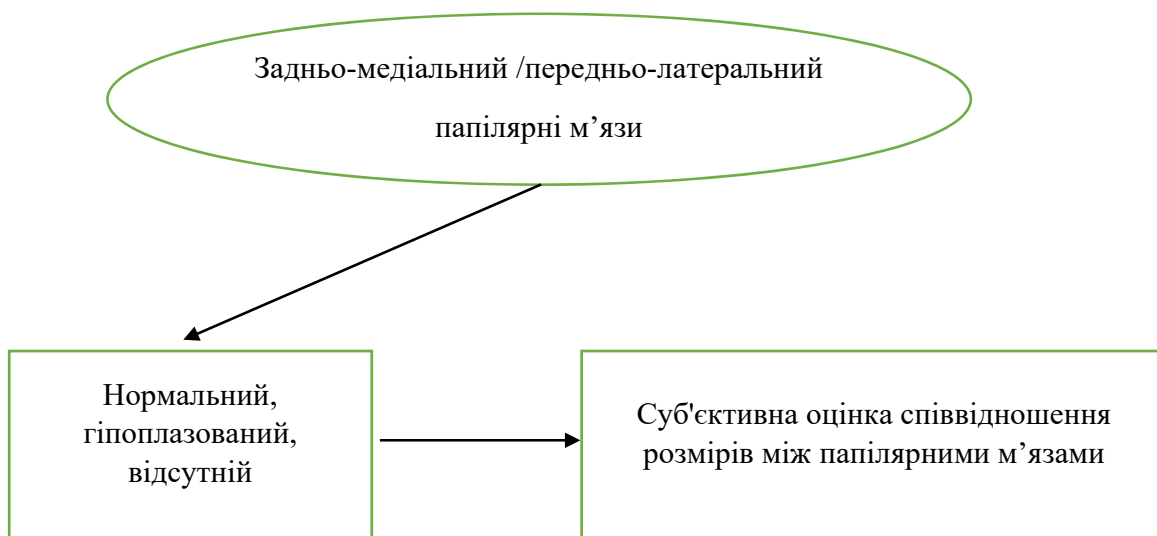 Задньо-медіальний /передньо-латеральний
папілярні м’язи
Нормальний,
гіпоплазований,
відсутній
Суб'єктивна оцінка співвідношення
розмірів між папілярними м’язами